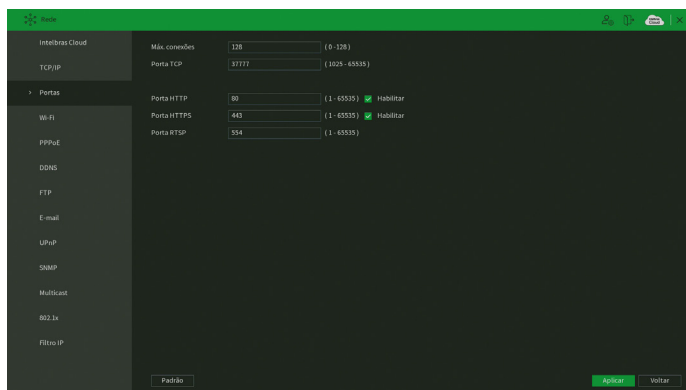 Rede
Intelbras Cloud
TCP/IP
> Portas
Wi-Fi
PPPoE
DDNS
FTP
E-mail
UPnP
SNMP
Multicast
802.1x
Filtro IP
Máx. conexões 128 ( 0 -128 )
Porta TCP 37777 ( 1025 - 65535 )
Porta HTTP 80 ( 1 - 65535 ) Habilitar
Porta HTTPS 443 ( 1 - 65535 ) Habilitar
Porta RTSP 554 ( 1 - 65535 )
Padrão Aplicar Voltar